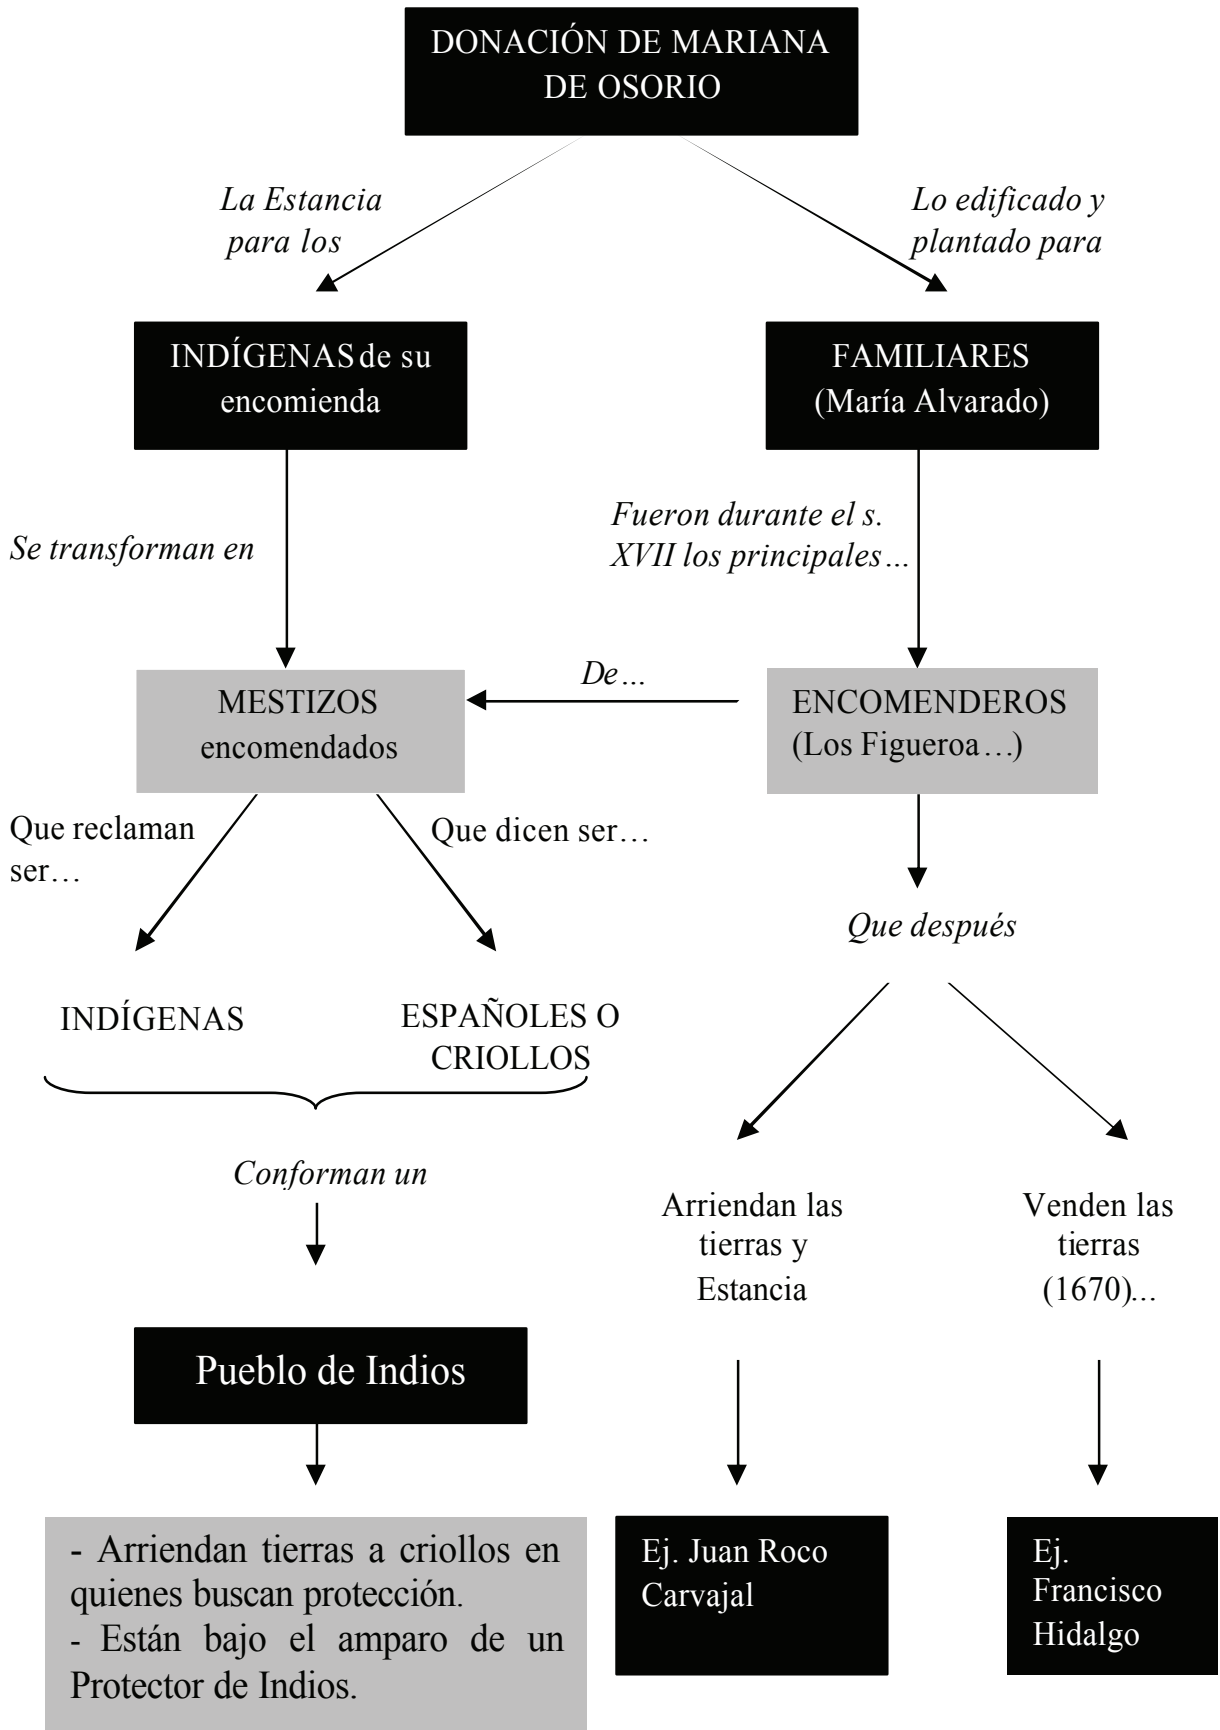 DONACIÓN DE MARIANA
DE OSORIO
La Estancia
para los
Lo edificado y
plantado para
INDÍGENAS de su
encomienda
FAMILIARES
(María Alvarado)
Se transforman en
Fueron durante el s.
XVII los principales...
MESTIZOS
encomendados
De...
ENCOMENDEROS
(Los Figueroa...)
Que reclaman
ser...
Que dicen ser...
Que después
INDÍGENAS
ESPAÑOLES O
CRIOLLOS
Conforman un
Arriendan las
tierras y
Estancia
Venden las
tierras
(1670)...
Pueblo de Indios
- Arriendan tierras a criollos en
quienes buscan protección.
- Están bajo el amparo de un
Protector de Indios.
Ej. Juan Roco
Carvajal
Ej.
Francisco
Hidalgo